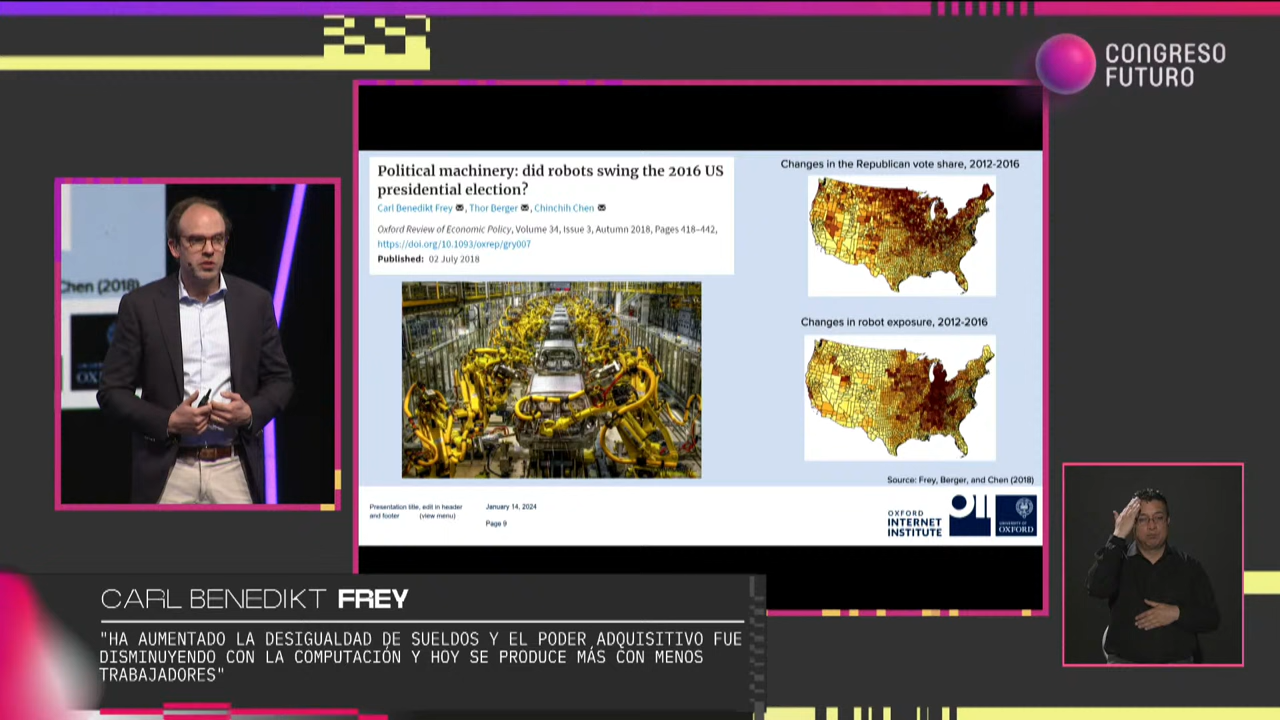 CONGRESO
FUTURO
Political machinery: did robots swing the 2016 US
presidential election?
Carl Benedikt Frey, Thor Berger, Chinchih Chen
Oxford Review of Economic Policy, Volume 34, Issue 3, Autumn 2018, Pages 418–442,
https://doi.org/10.1093/oxrep/gry007
Published: 02 July 2018
Changes in the Republican vote share, 2012-2016
Changes in robot exposure, 2012-2016
Source: Frey, Berger, and Chen (2018)
Presentation title, edit in header
and footer (view menu)
January 14, 2024
Page 9
OXFORD
INTERNET
INSTITUTE
OII
UNIVERSITY OF
OXFORD
Chen (2018)
OX
CARL BENEDIKT FREY
"HA AUMENTADO LA DESIGUALDAD DE SUELDOS Y EL PODER ADQUISITIVO FUE
DISMINUYENDO CON LA COMPUTACIÓN Y HOY SE PRODUCE MÁS CON MENOS
TRABAJADORES"